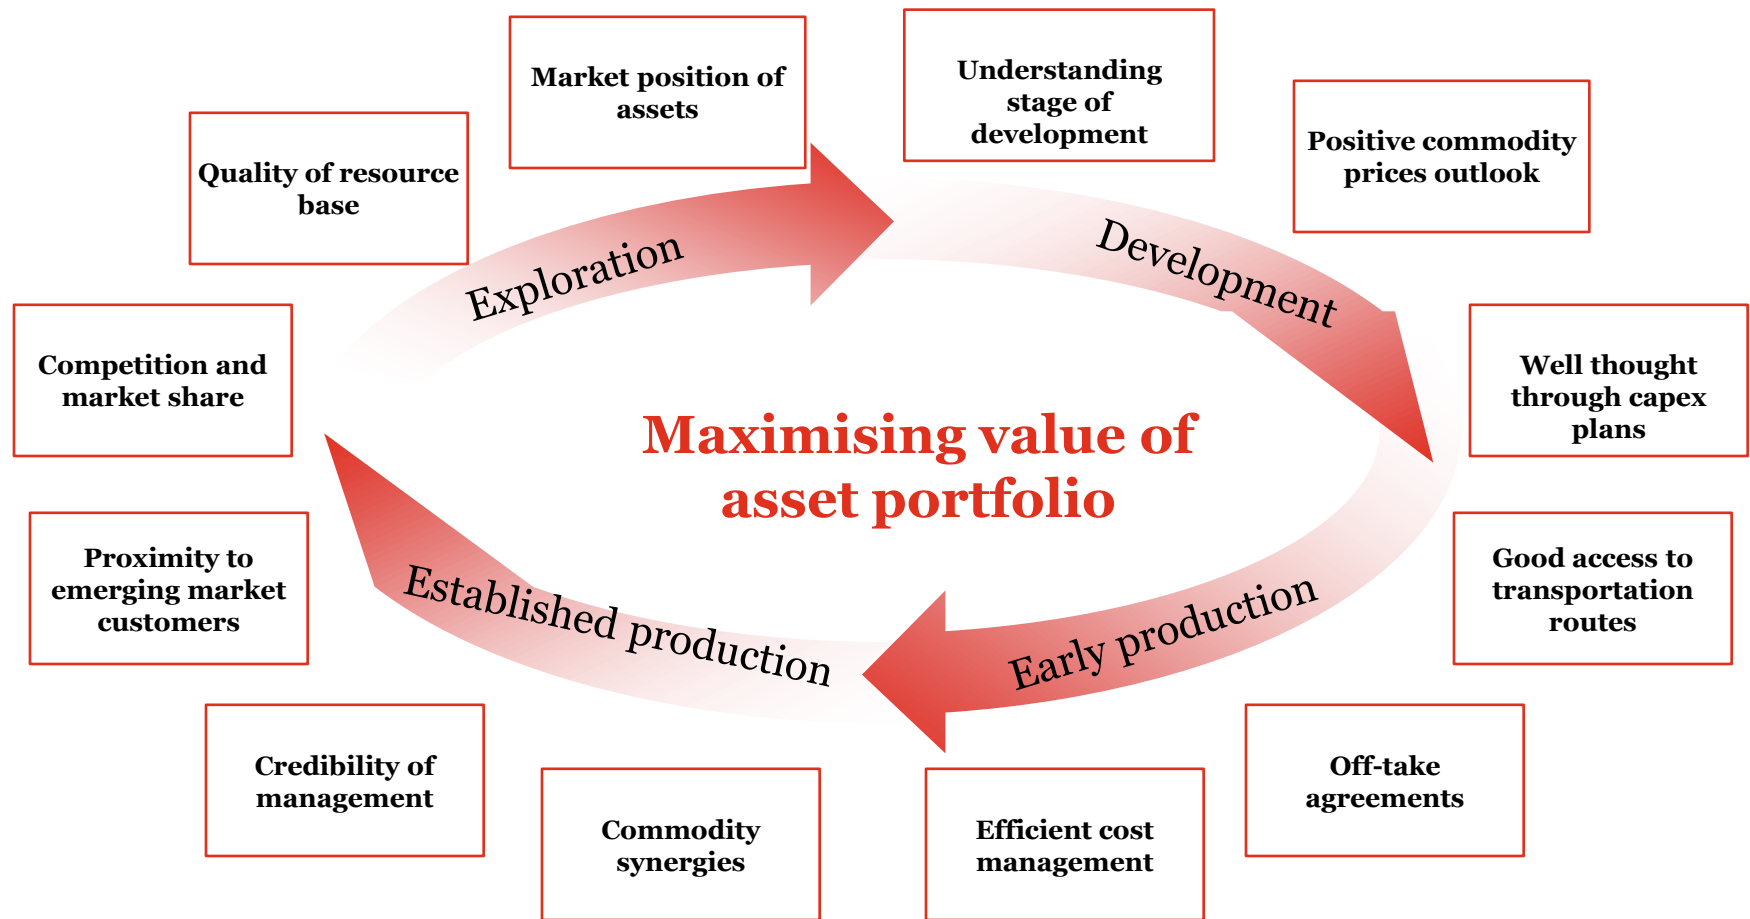 Market position of
assets
Understanding
stage of
development
Positive commodity
prices outlook
Quality of resource
base
Exploration
Development
Competition and
market share
Well thought
through capex
plans
Maximising value of
asset portfolio
Proximity to
emerging market
customers
Good access to
transportation
routes
Established production
Early production
Credibility of
management
Off-take
agreements
Commodity
synergies
Efficient cost
management